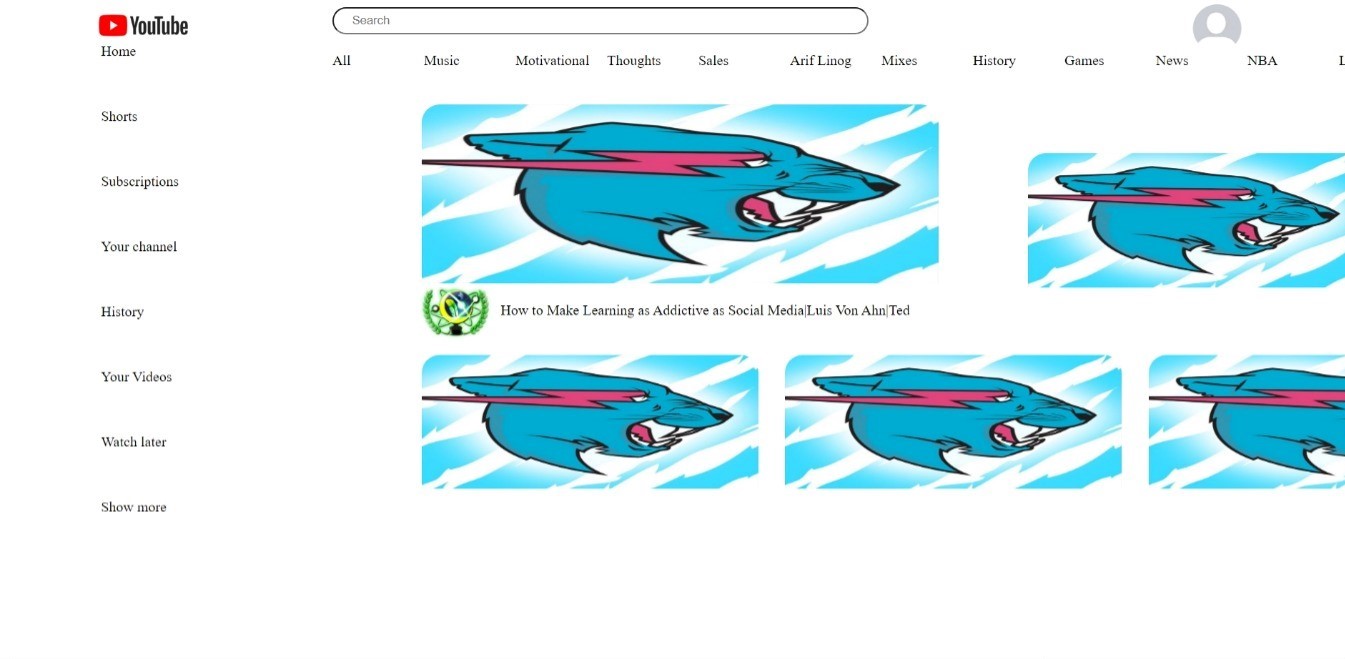 YouTube
Search
Home
All Music Motivational Thoughts Sales Arif Linog Mixes History Games News NBA L
Shorts
Subscriptions
Your channel
History
How to Make Learning as Addictive as Social Media|Luis Von Ahn|Ted
Your Videos
Watch later
Show more